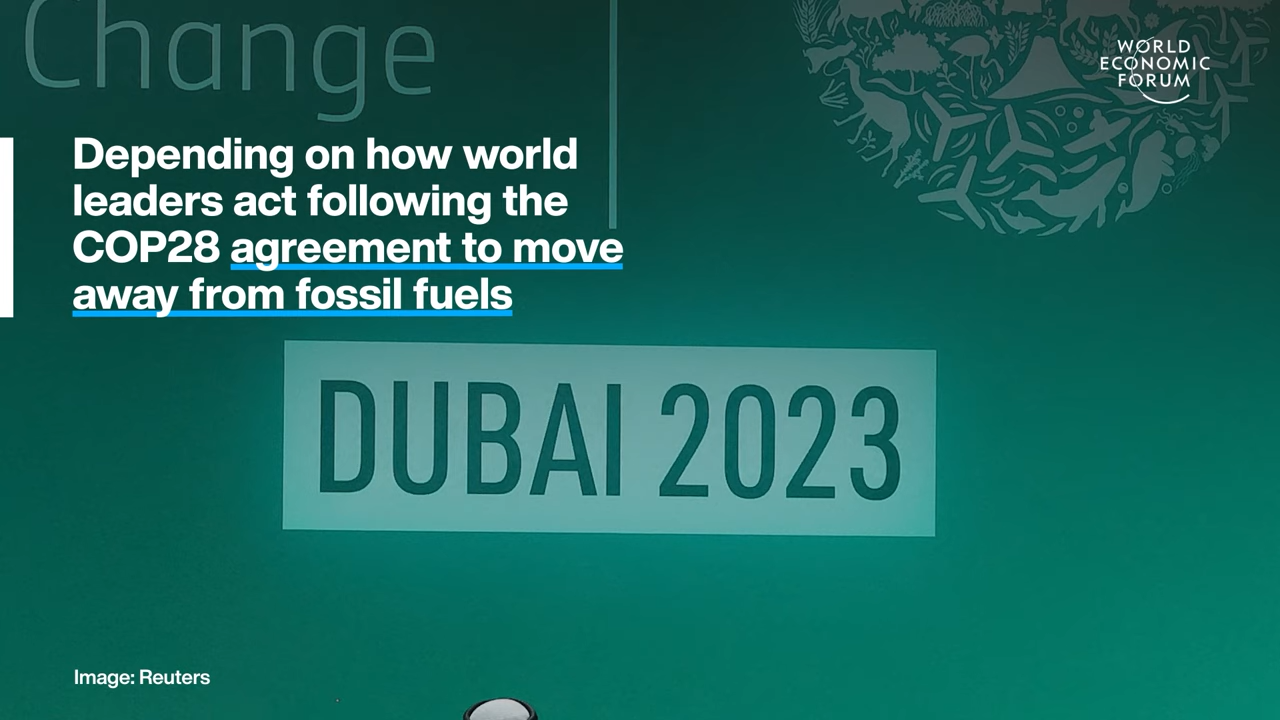 Change
WORLD
ECONOMIC
FORUM
Depending on how world
leaders act following the
COP28 agreement to move
away from fossil fuels
DUBAI 2023
Image: Reuters